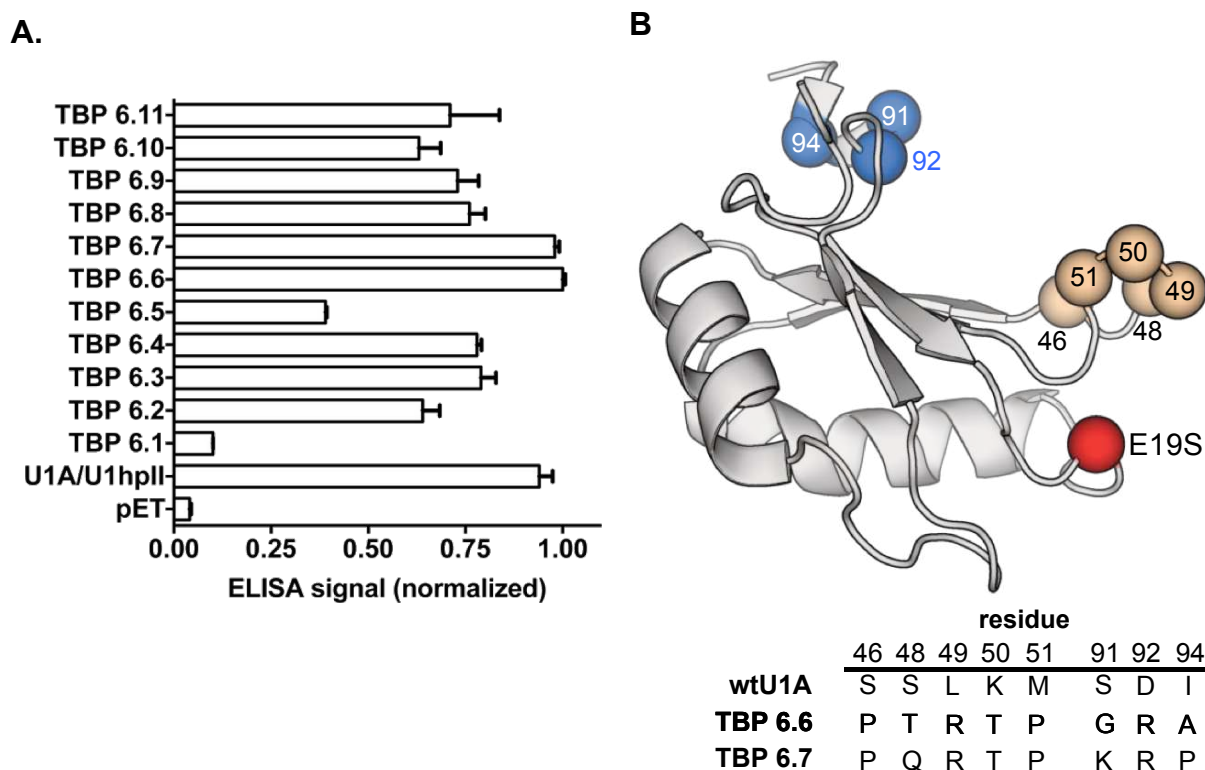 A.
TBP 6.11
TBP 6.10
TBP 6.9
TBP 6.8
TBP 6.7
TBP 6.6
TBP 6.5
TBP 6.4
TBP 6.3
TBP 6.2
TBP 6.1
U1A/U1hpII
pET
0.00 0.25 0.50 0.75 1.00
ELISA signal (normalized)
B
91
94
92
50
51
49
46
48
E19S
residue
46 48 49 50 51 91 92 94
wtU1A S S L K M S D I
TBP 6.6 P T R T P G R A
TBP 6.7 P Q R T P K R P